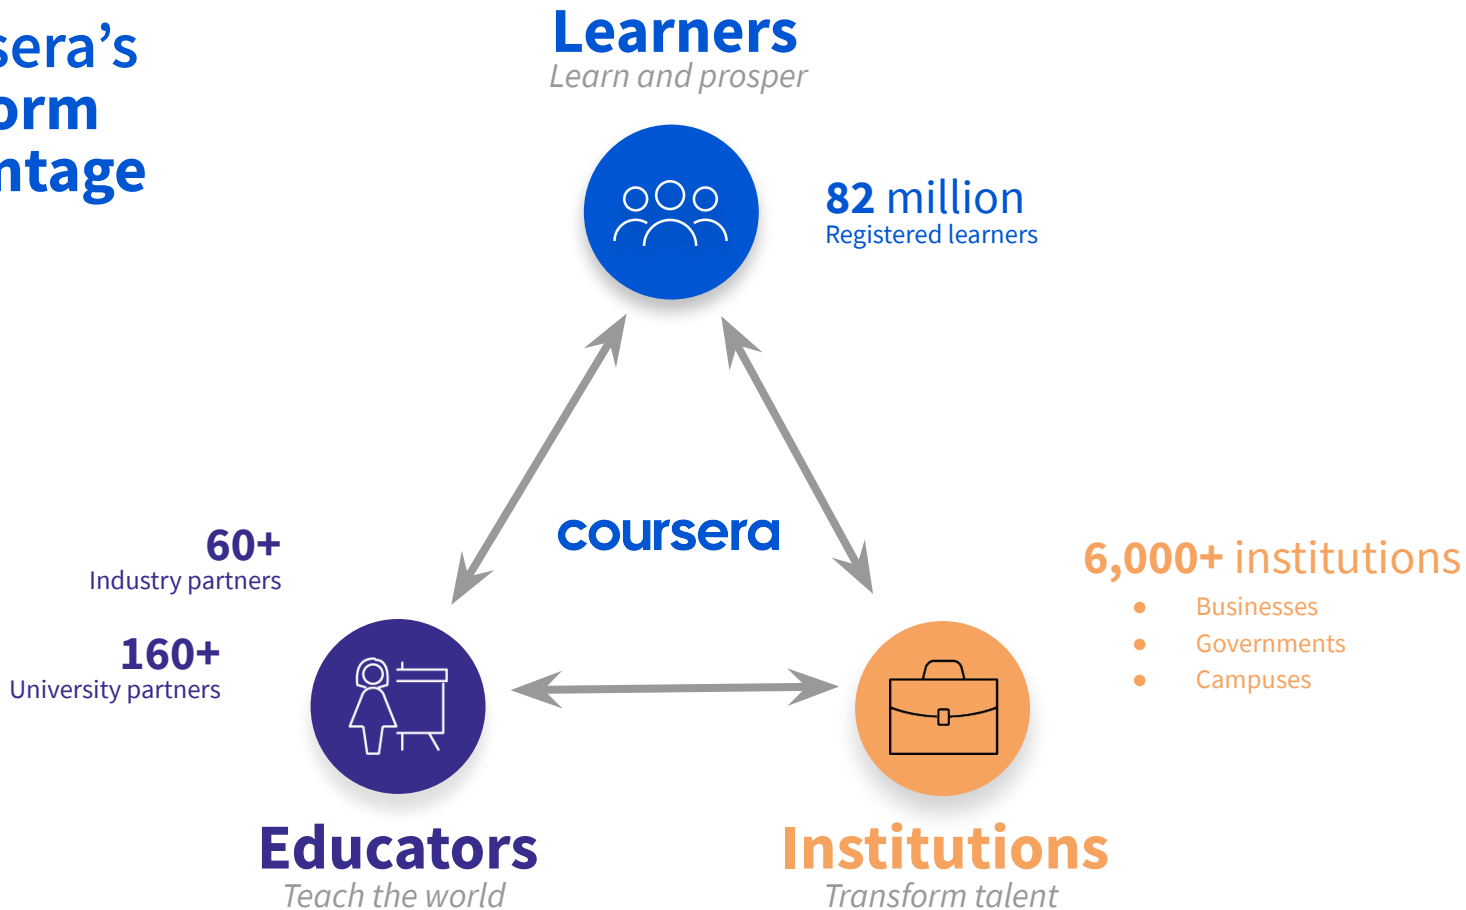 sera’s
orm
ntage
Learners
Learn and prosper
82 million
Registered learners
coursera
60+
Industry partners
160+
University partners
6,000+ institutions
● Businesses
● Governments
● Campuses
Educators
Teach the world
Institutions
Transform talent